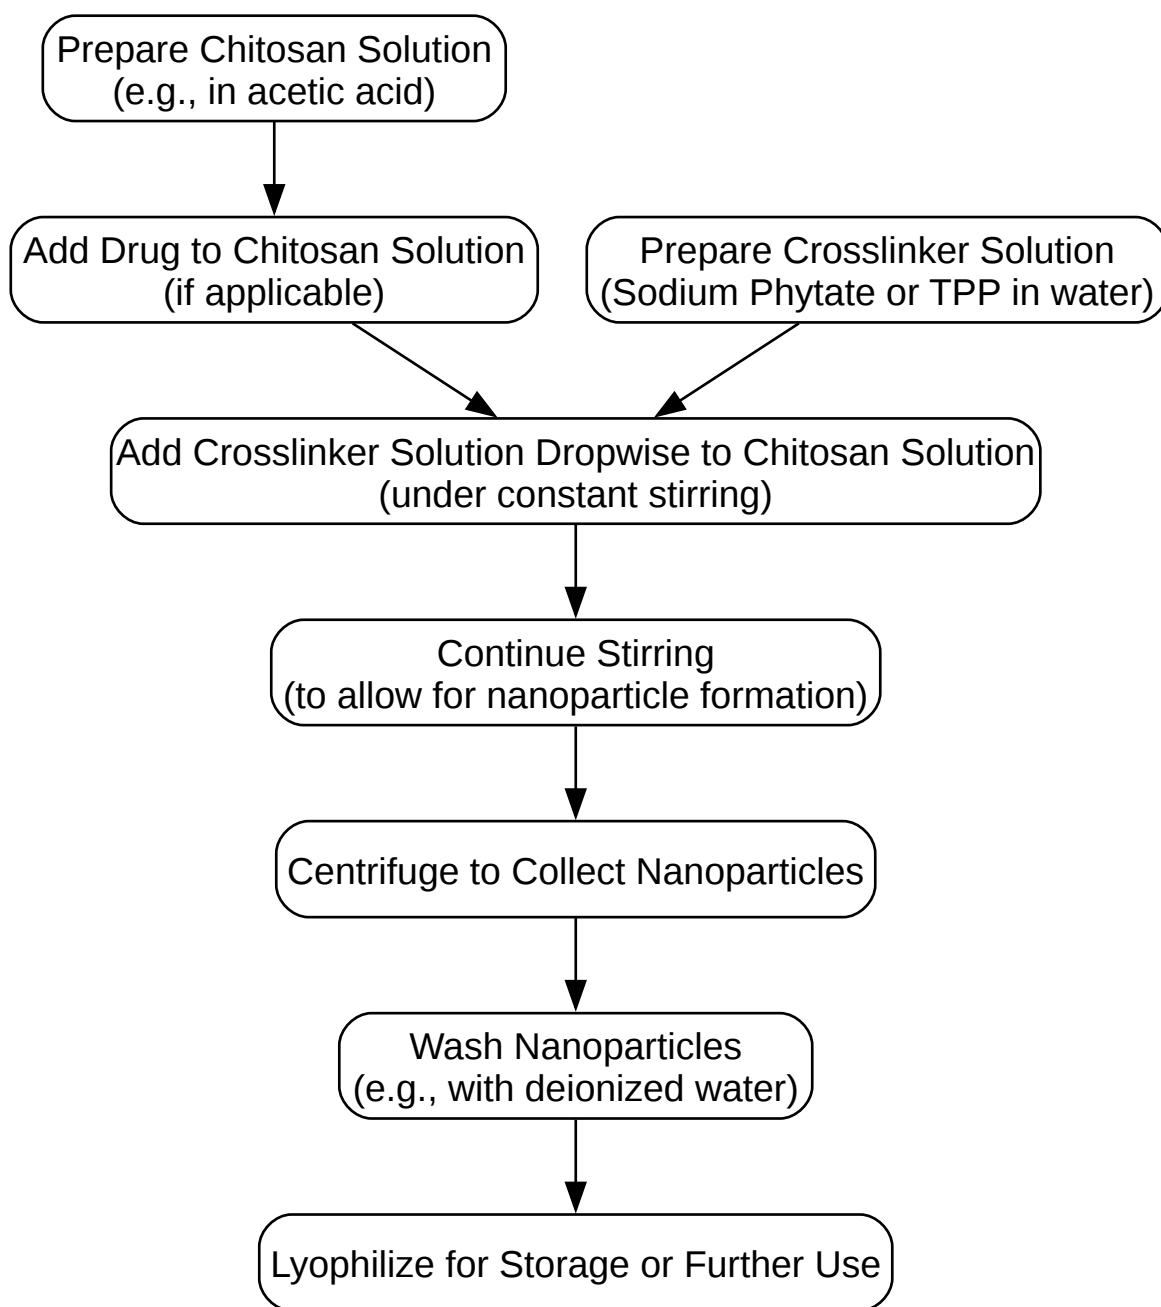 Prepare Chitosan Solution
(e.g., in acetic acid)
Add Drug to Chitosan Solution
(if applicable)
Prepare Crosslinker Solution
(Sodium Phytate or TPP in water)
Add Crosslinker Solution Dropwise to Chitosan Solution
(under constant stirring)
Continue Stirring
(to allow for nanoparticle formation)
Centrifuge to Collect Nanoparticles
Wash Nanoparticles
(e.g., with deionized water)
Lyophilize for Storage or Further Use